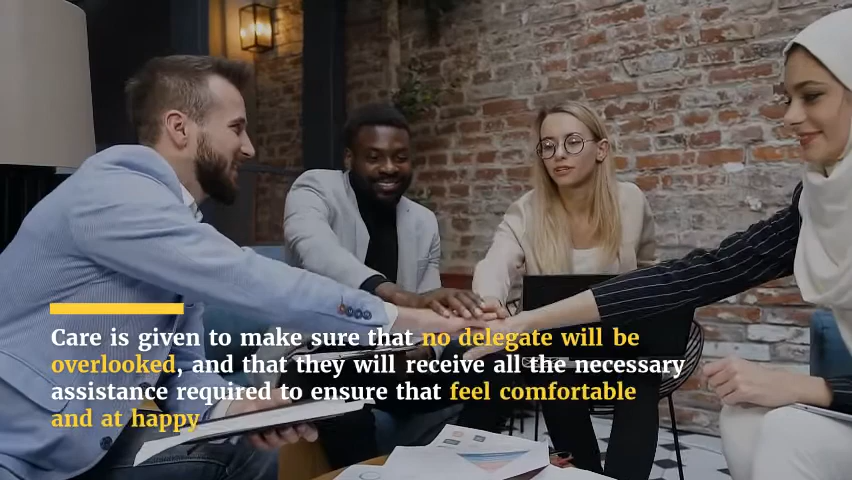 Care is given to make sure that no delegate will be
overlooked, and that they will receive all the necessary
assistance required to ensure that feel comfortable
and at happy